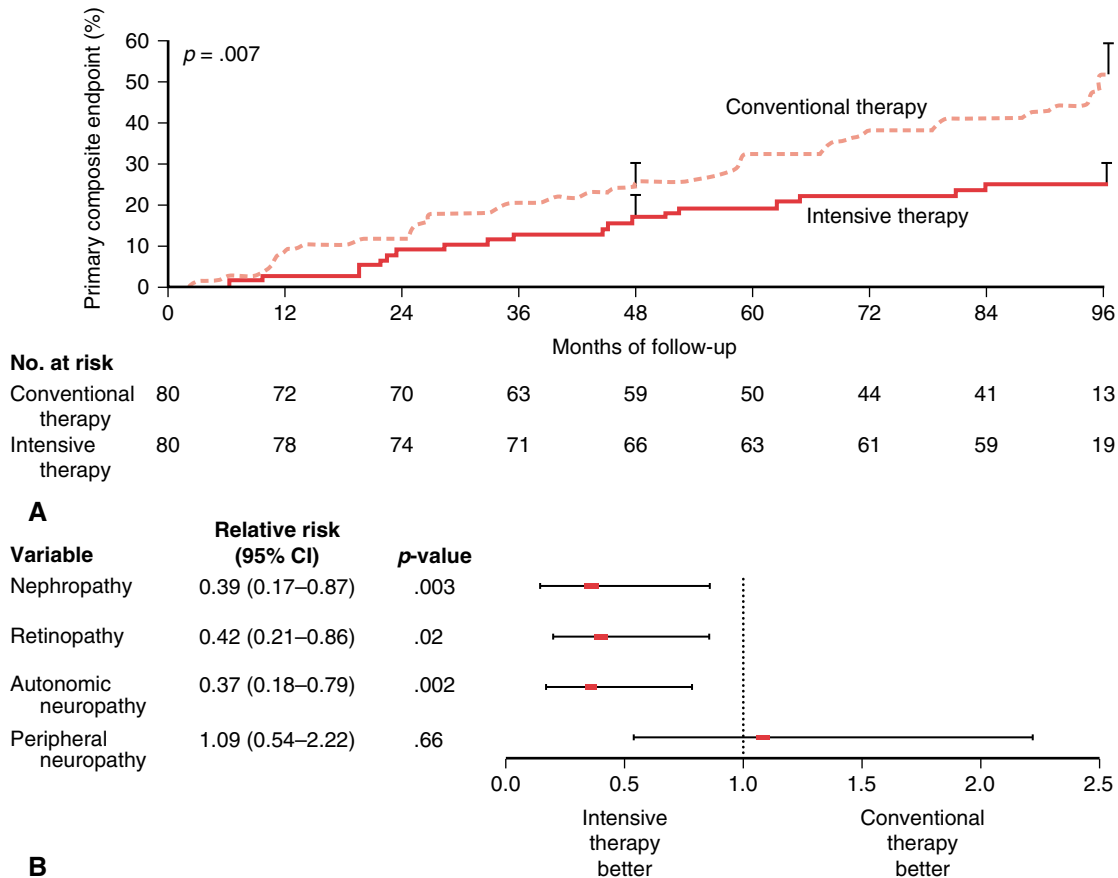 Primary composite endpoint (%)
60
50
40
30
20
10
0
p = .007
Conventional therapy
Intensive therapy
0 12 24 36 48 60 72 84 96
Months of follow-up
No. at risk
Conventional 80 72 70 63 59 50 44 41 13
therapy
Intensive 80 78 74 71 66 63 61 59 19
therapy
A
Relative risk
Variable (95% CI) p-value
Nephropathy 0.39 (0.17–0.87) .003
Retinopathy 0.42 (0.21–0.86) .02
Autonomic 0.37 (0.18–0.79) .002
neuropathy
Peripheral 1.09 (0.54–2.22) .66
neuropathy
0.0 0.5 1.0 1.5 2.0 2.5
Intensive Conventional
therapy therapy
better better
B